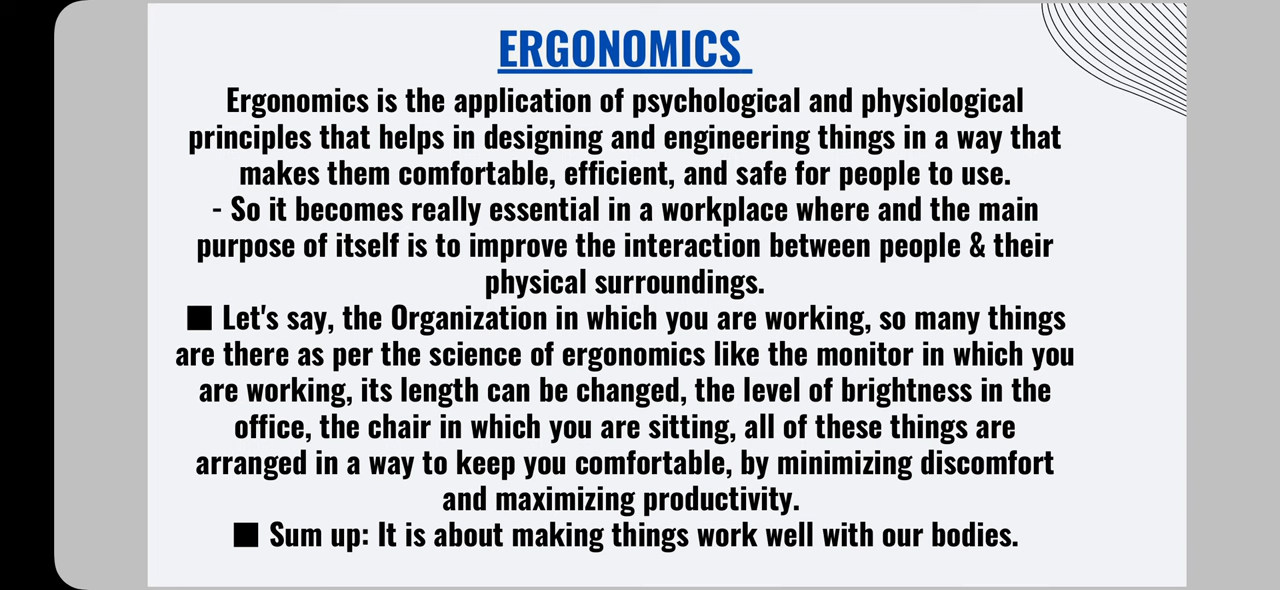 ERGONOMICS
Ergonomics is the application of psychological and physiological
principles that helps in designing and engineering things in a way that
makes them comfortable, efficient, and safe for people to use.
- So it becomes really essential in a workplace where and the main
purpose of itself is to improve the interaction between people & their
physical surroundings.
■ Let's say, the Organization in which you are working, so many things
are there as per the science of ergonomics like the monitor in which you
are working, its length can be changed, the level of brightness in the
office, the chair in which you are sitting, all of these things are
arranged in a way to keep you comfortable, by minimizing discomfort
and maximizing productivity.
■ Sum up: It is about making things work well with our bodies.